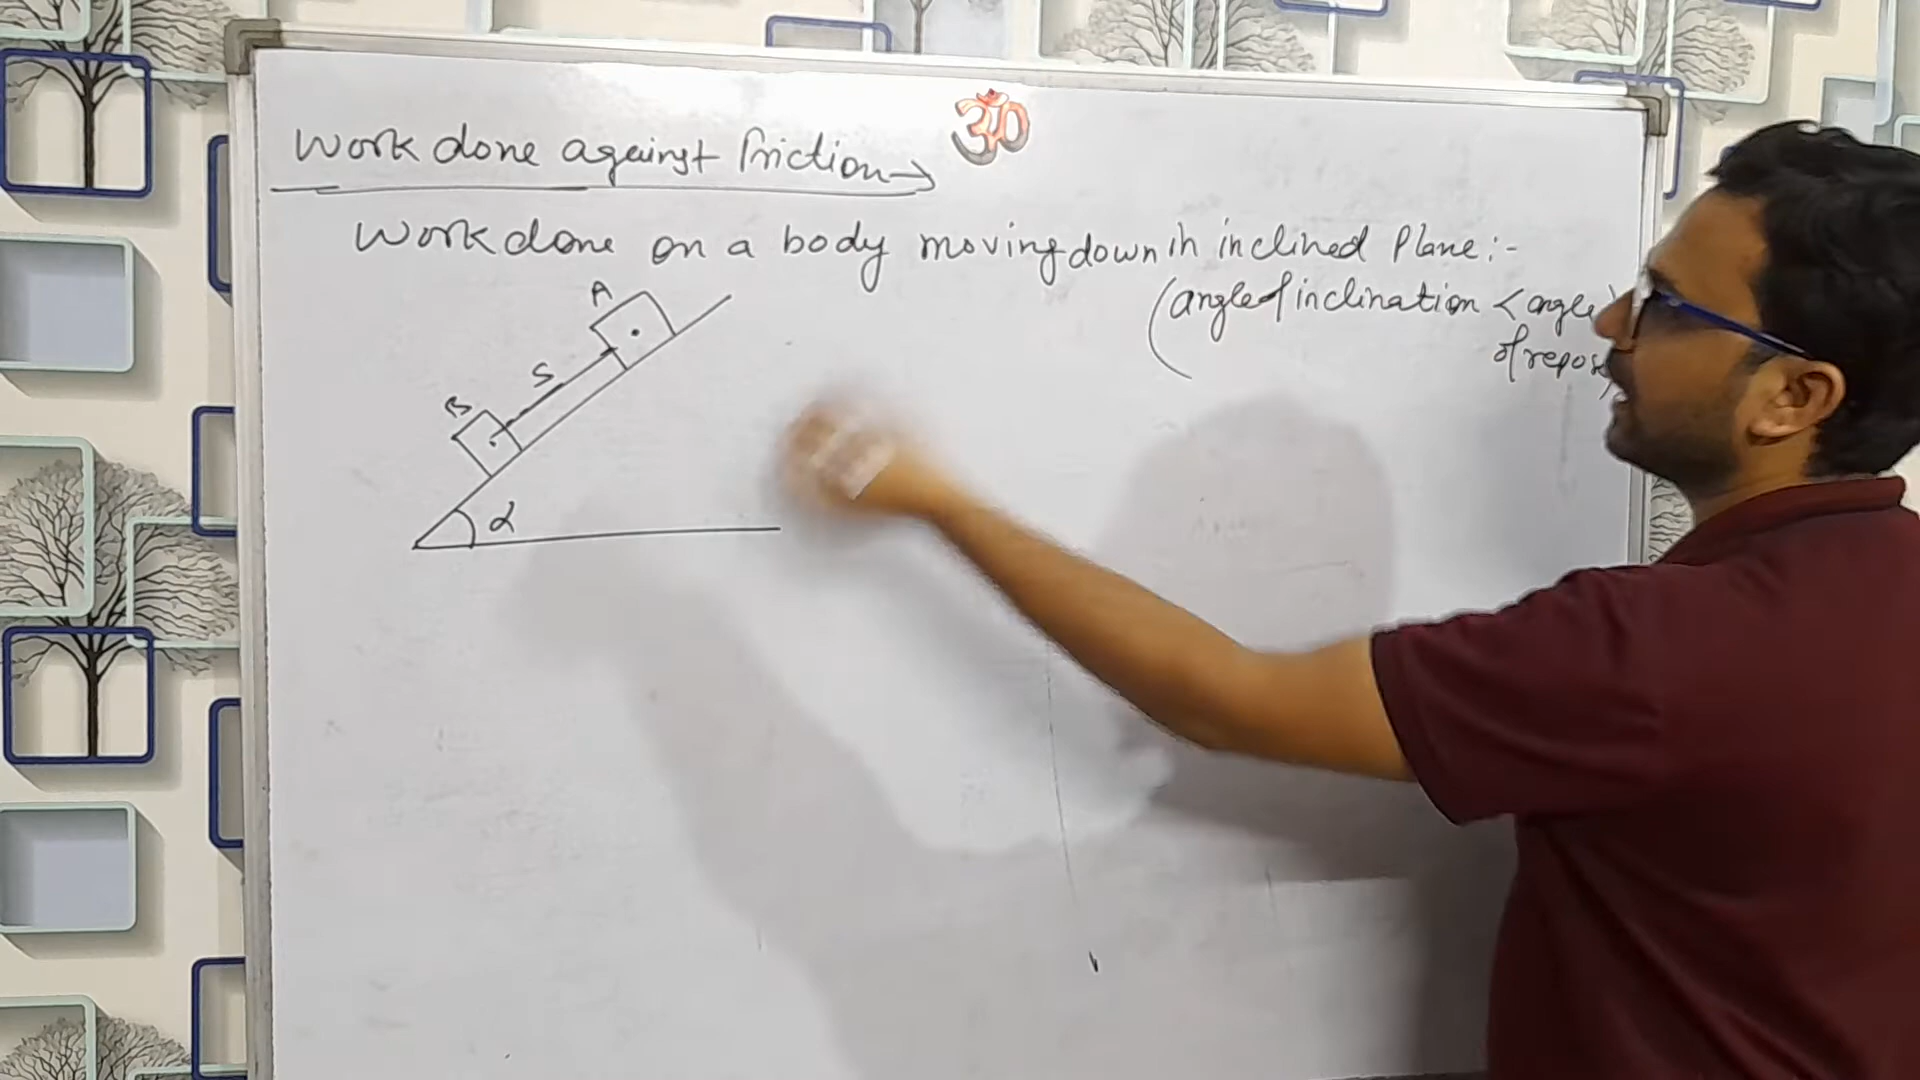 ॐ
Work done against friction →
Work done on a body moving down in inclined Plane :-
(angle of inclination < angle
of repose)
A
S
B
α